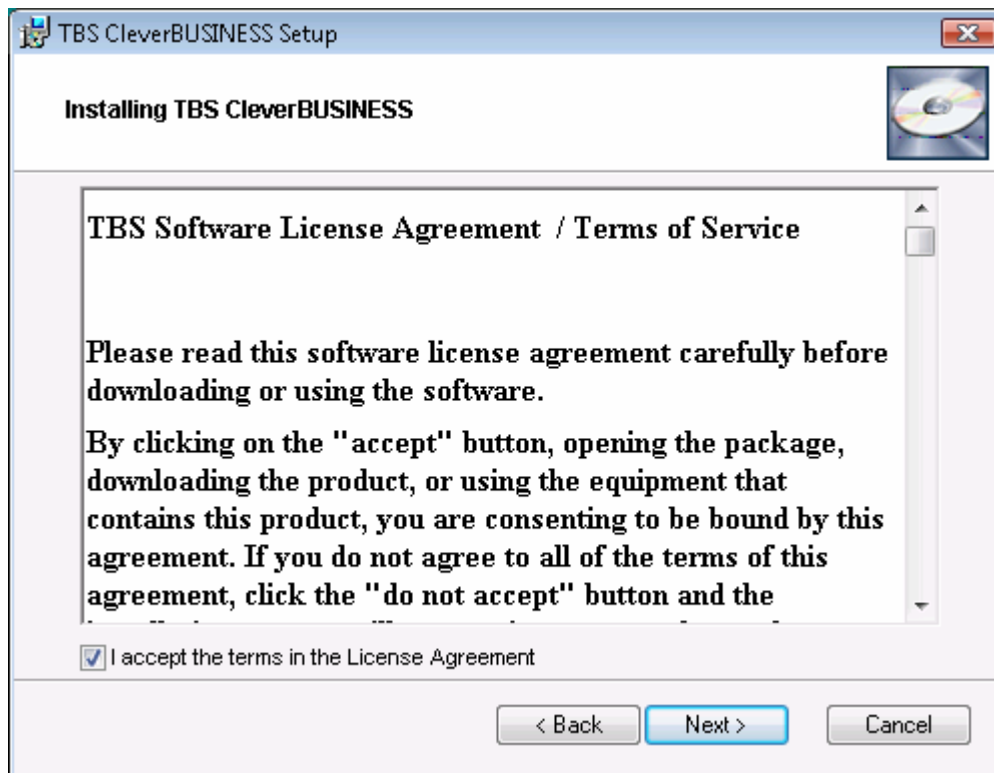 TBS CleverBUSINESS Setup
Installing TBS CleverBUSINESS
TBS Software License Agreement / Terms of Service
Please read this software license agreement carefully before
downloading or using the software.
By clicking on the "accept" button, opening the package,
downloading the product, or using the equipment that
contains this product, you are consenting to be bound by this
agreement. If you do not agree to all of the terms of this
agreement, click the "do not accept" button and the
I accept the terms in the License Agreement
< Back Next > Cancel